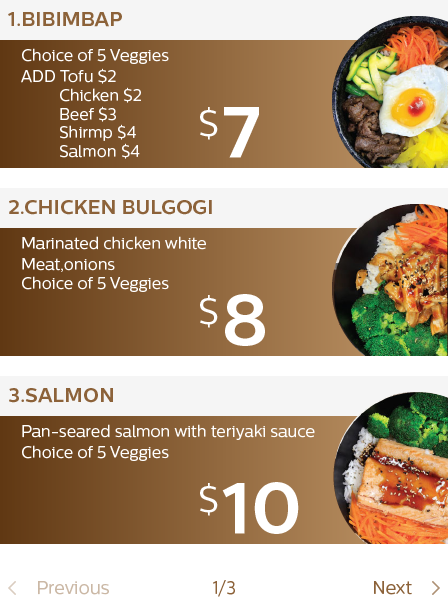 1.BIBIMBAP
Choice of 5 Veggies
ADD Tofu $2
Chicken $2
Beef $3
Shirmp $4
Salmon $4
$7
2.CHICKEN BULGOGI
Marinated chicken white
Meat,onions
Choice of 5 Veggies
$8
3.SALMON
Pan-seared salmon with teriyaki sauce
Choice of 5 Veggies
$10
< Previous 1/3 Next >